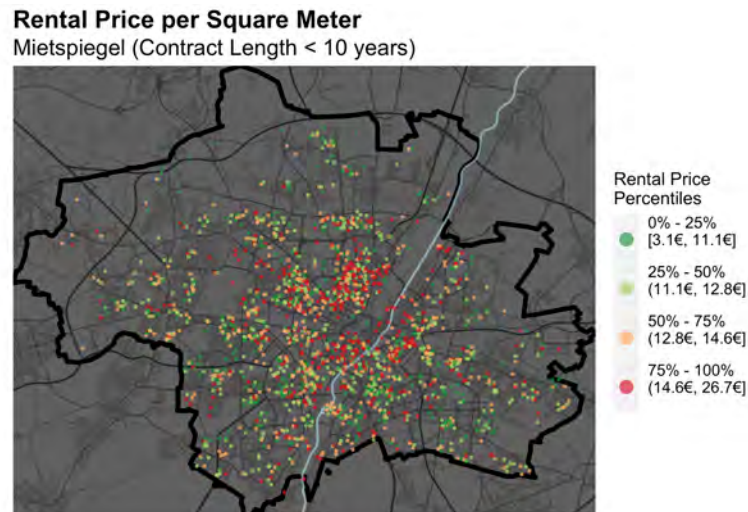 Rental Price per Square Meter
Mietspiegel (Contract Length < 10 years)
Rental Price
Percentiles
0% - 25%
[3.1€, 11.1€]
25% - 50%
(11.1€, 12.8€]
50% - 75%
(12.8€, 14.6€]
75% - 100%
(14.6€, 26.7€]